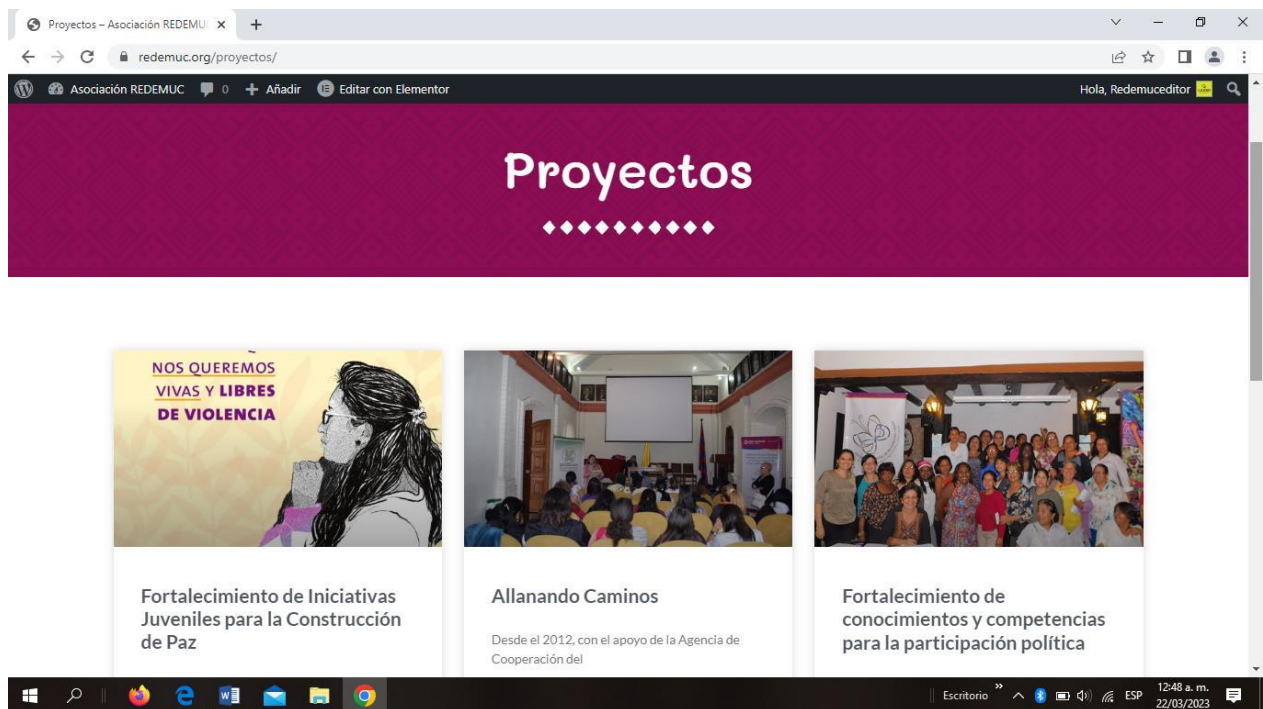 Proyectos – Asociación REDEMU
redemuc.org/proyectos/
Asociación REDEMUC 0 Añadir Editar con Elementor Hola, Redemuceditor
Proyectos
NOS QUEREMOS
VIVAS Y LIBRES
DE VIOLENCIA
Fortalecimiento de Iniciativas
Juveniles para la Construcción
de Paz
Allanando Caminos
Desde el 2012, con el apoyo de la Agencia de
Cooperación del
Fortalecimiento de
conocimientos y competencias
para la participación política
Escritorio ESP 12:48 a. m.
22/03/2023